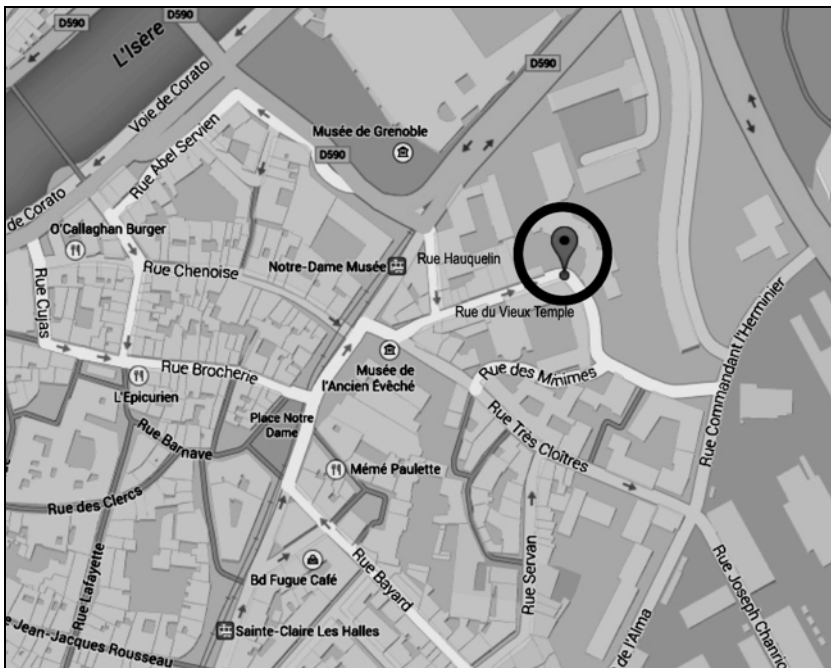 D590
L'Isère
D590
Voie de Corato
Musée de Grenoble
D590
Rue Abel Servien
de Corato
O'Callaghan Burger
Rue Chenoise
Notre-Dame Musée
Rue Hauquelin
Rue Cujas
Rue du Vieux Temple
Rue Commandant l'Herminier
Rue Brocherie
Musée de
l'Ancien Évêché
Rue des Minimes
L'Epicurien
Place Notre
Dame
Rue Barnave
Rue Très Cloîtres
Mémé Paulette
Rue des Clercs
Rue Lafayette
Bd Fugue Café
Rue Bayard
Rue Servan
Rue Joseph Chanrion
Sainte-Claire Les Halles
de l'Alma
e Jean-Jacques Rousseau